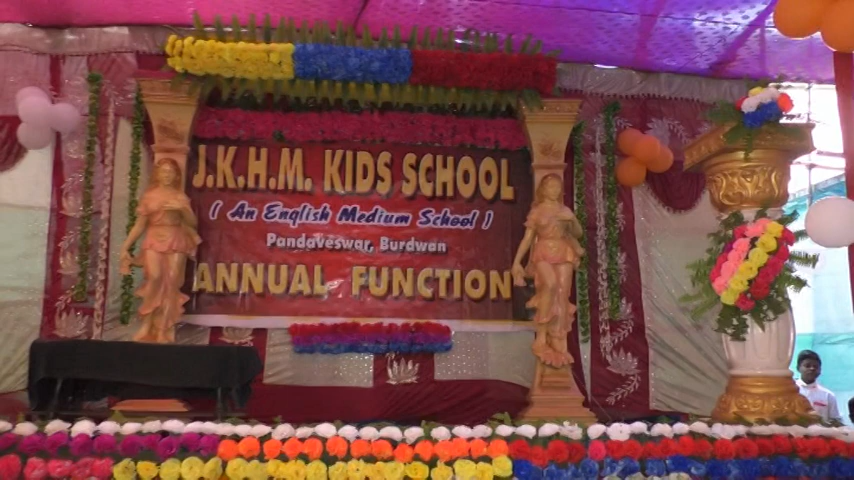 J.K.H.M. KIDS SCHOOL
( An English Medium School )
Pandaveswar, Burdwan
ANNUAL FUNCTION